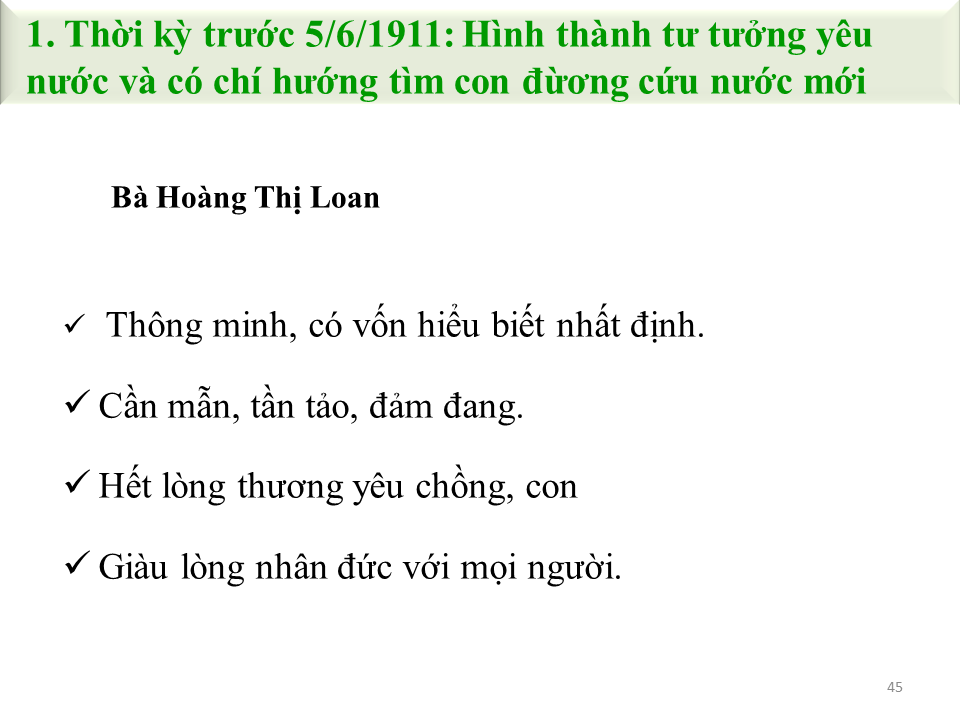 1. Thời kỳ trước 5/6/1911: Hình thành tư tưởng yêu
nước và có chí hướng tìm con đừơng cứu nước mới
Bà Hoàng Thị Loan
✓ Thông minh, có vốn hiểu biết nhất định.
✓ Cần mẫn, tần tảo, đảm đang.
✓ Hết lòng thương yêu chồng, con
✓ Giàu lòng nhân đức với mọi người.
45